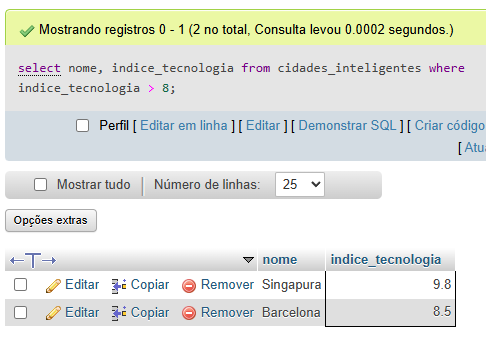 Mostrando registros 0 - 1 (2 no total, Consulta levou 0.0002 segundos.)
select nome, indice_tecnologia from cidades_inteligentes where
indice_tecnologia > 8;
Perfil [ Editar em linha ] [ Editar ] [ Demonstrar SQL ] [ Criar código
[ Atua
Mostrar tudo | Número de linhas: 25
Opções extras
←T→ nome indice_tecnologia
Editar Copiar Remover Singapura 9.8
Editar Copiar Remover Barcelona 8.5